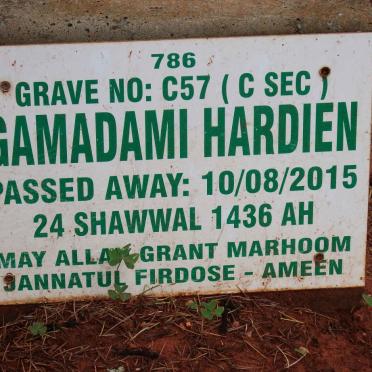 786
GRAVE NO: C57 ( C SEC )
GAMADAMI HARDIEN
PASSED AWAY: 10/08/2015
24 SHAWWAL 1436 AH
MAY ALLAH GRANT MARHOOM
JANNATUL FIRDOSE - AMEEN